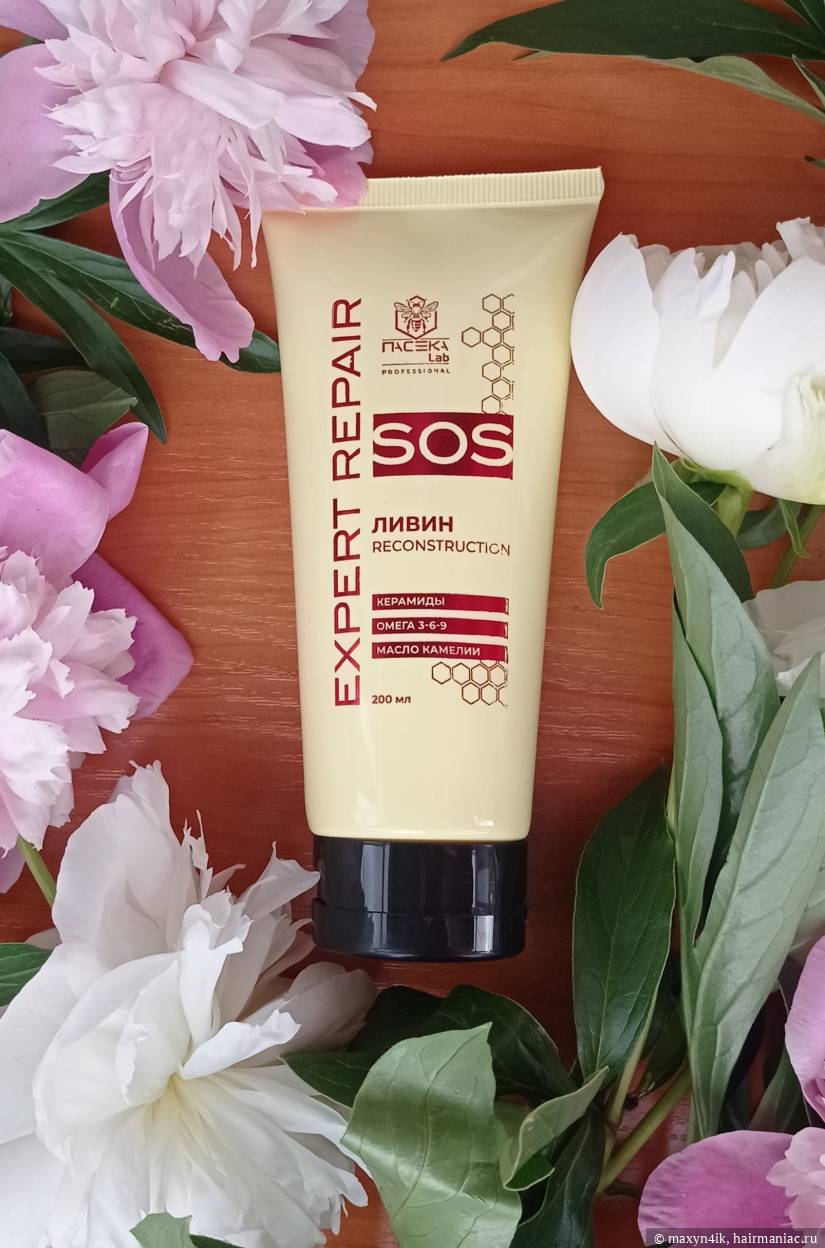 EXPERT REPAIR
ПАСЕКА
Lab
PROFESSIONAL
SOS
ЛИВИН
RECONSTRUCTION
КЕРАМИДЫ
ОМЕГА 3-6-9
МАСЛО КАМЕЛИИ
200 мл
© maxyn4ik, hairmaniac.ru